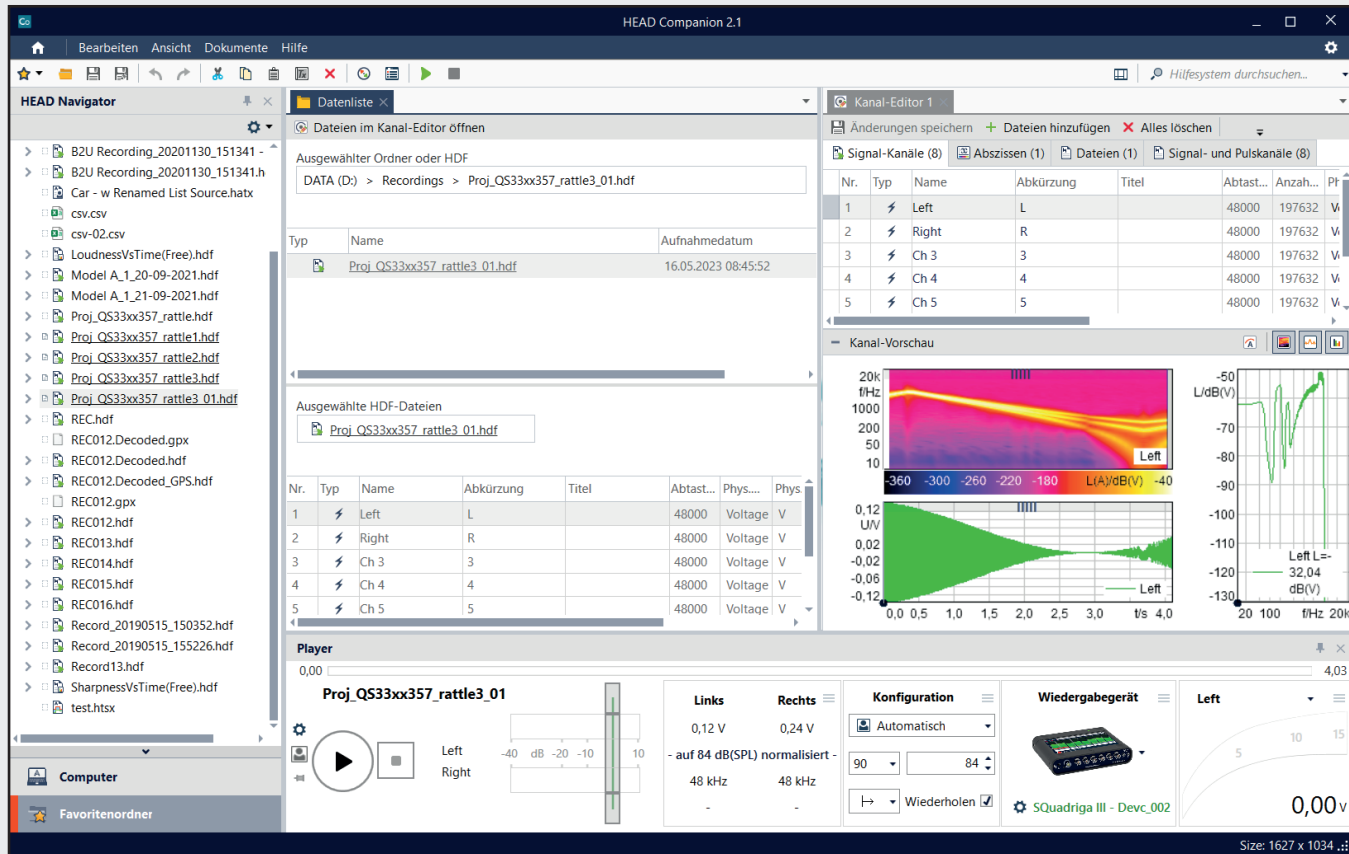 Co
HEAD Companion 2.1
Bearbeiten Ansicht Dokumente Hilfe
Hilfesystem durchsuchen...
HEAD Navigator
B2U Recording_20201130_151341 -
B2U Recording_20201130_151341.h
Car - w Renamed List Source.hatx
csv.csv
csv-02.csv
LoudnessVsTime(Free).hdf
Model A_1_20-09-2021.hdf
Model A_1_21-09-2021.hdf
Proj_QS33xx357_rattle.hdf
Proj_QS33xx357_rattle1.hdf
Proj_QS33xx357_rattle2.hdf
Proj_QS33xx357_rattle3.hdf
Proj_QS33xx357_rattle3_01.hdf
REC.hdf
REC012.Decoded.gpx
REC012.Decoded.hdf
REC012.Decoded_GPS.hdf
REC012.gpx
REC012.hdf
REC013.hdf
REC014.hdf
REC015.hdf
REC016.hdf
Record_20190515_150352.hdf
Record_20190515_155226.hdf
Record13.hdf
SharpnessVsTime(Free).hdf
test.htsx
Computer
Favoritenordner
Datenliste
Dateien im Kanal-Editor öffnen
Ausgewählter Ordner oder HDF
DATA (D:) > Recordings > Proj_QS33xx357_rattle3_01.hdf
Typ Name Aufnahmedatum
Proj_QS33xx357_rattle3_01.hdf 16.05.2023 08:45:52
Ausgewählte HDF-Dateien
Proj_QS33xx357_rattle3_01.hdf
Nr. Typ Name Abkürzung Titel Abtast... Phys.... Phys.
1 Left L 48000 Voltage V
2 Right R 48000 Voltage V
3 Ch 3 3 48000 Voltage V
4 Ch 4 4 48000 Voltage V
5 Ch 5 5 48000 Voltage V
Kanal-Editor 1
Änderungen speichern Dateien hinzufügen Alles löschen
Signal-Kanäle (8) Abszissen (1) Dateien (1) Signal- und Pulskanäle (8)
Nr. Typ Name Abkürzung Titel Abtast... Anzah... Ph
1 Left L 48000 197632 V
2 Right R 48000 197632 V
3 Ch 3 3 48000 197632 V
4 Ch 4 4 48000 197632 V
5 Ch 5 5 48000 197632 V
Kanal-Vorschau
20k
f/Hz
1000
200
50
10
Left
-360 -300 -260 -220 -180 L(A)/dB(V) -40
0,12
U/V
0,02
-0,02
-0,06
-0,12
Left
0,0 0,5 1,0 1,5 2,0 2,5 3,0 t/s 4,0
-50
L/dB(V)
-70
-80
-90
-100
-110
-120
-130
Left L=-
32,04
dB(V)
20 100 f/Hz 20k
Player
0,00 4,03
Proj_QS33xx357_rattle3_01
Left
Right
-40 dB -20 -10 10
Links Rechts
0,12 V 0,24 V
- auf 84 dB(SPL) normalisiert -
48 kHz 48 kHz
- -
Konfiguration
Automatisch
90 84
Wiederholen
Wiedergabegerät
SQuadriga III - Devc_002
Left
5 10 15
0,00 V
Size: 1627 x 1034